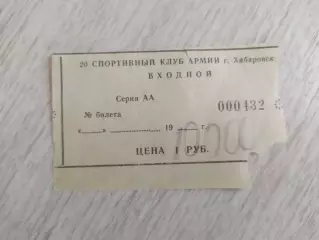 20 СПОРТИВНЫЙ КЛУБ АРМИИ г. Хабаровск
ВХОДНОЙ
Серия АА
№ билета 000432
« » 19 г.
ЦЕНА 1 РУБ.